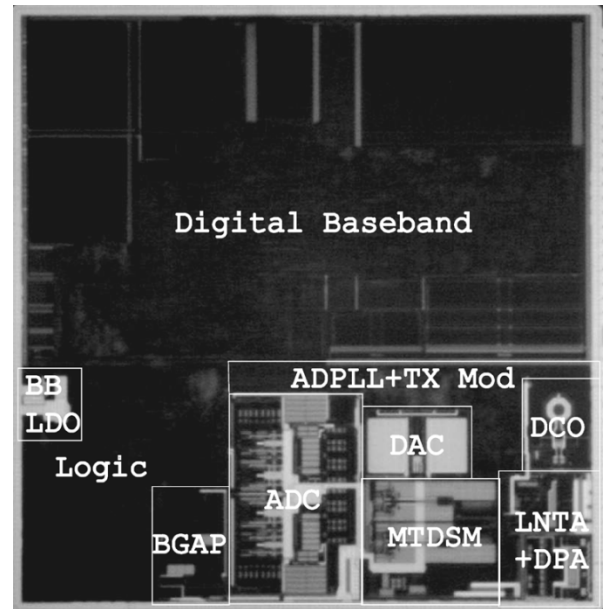 Digital Baseband
ADPLL+TX Mod
BB
LDO
DAC
DCO
Logic
ADC
BGAP
MTDSM
LNTA
+DPA